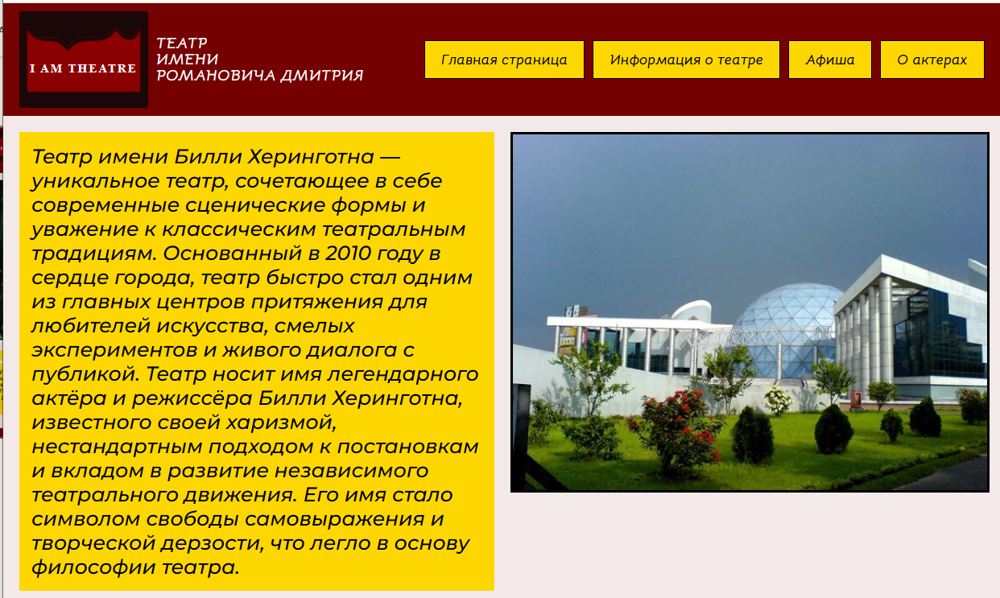 I AM THEATRE
ТЕАТР
ИМЕНИ
РОМАНОВИЧА ДМИТРИЯ
Главная страница
Информация о театре
Афиша
О актерах
Театр имени Билли Херинготна —
уникальное театр, сочетающее в себе
современные сценические формы и
уважение к классическим театральным
традициям. Основанный в 2010 году в
сердце города, театр быстро стал одним
из главных центров притяжения для
любителей искусства, смелых
экспериментов и живого диалога с
публикой. Театр носит имя легендарного
актёра и режиссёра Билли Херинготна,
известного своей харизмой,
нестандартным подходом к постановкам
и вкладом в развитие независимого
театрального движения. Его имя стало
символом свободы самовыражения и
творческой дерзости, что легло в основу
философии театра.